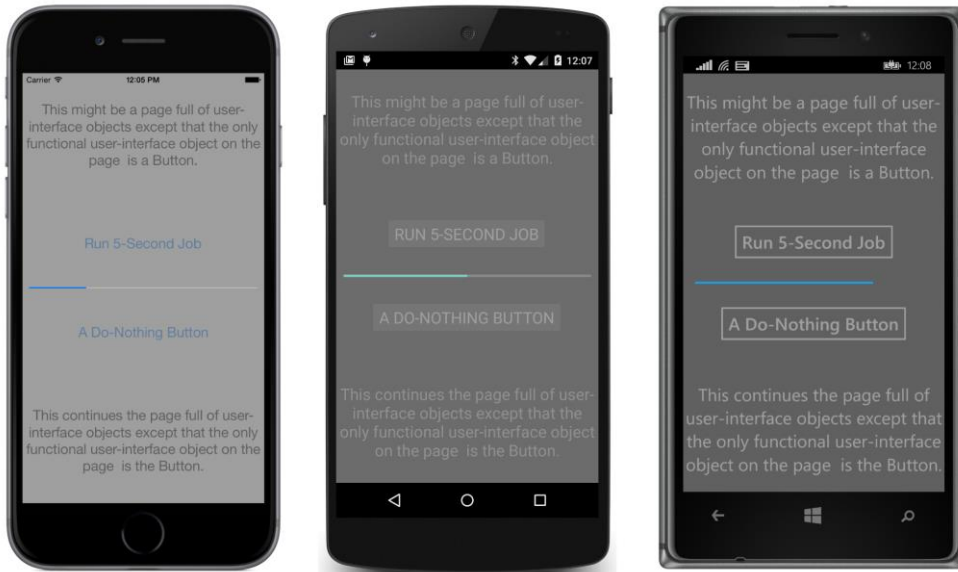 Carrier
12:05 PM
This might be a page full of user-
interface objects except that the only
functional user-interface object on the
page  is a Button.
Run 5-Second Job
A Do-Nothing Button
This continues the page full of user-
interface objects except that the only
functional user-interface object on the
page  is the Button.
12:07
This might be a page full of user-
interface objects except that the
only functional user-interface object
on the page  is a Button.
RUN 5-SECOND JOB
A DO-NOTHING BUTTON
This continues the page full of user-
interface objects except that the
only functional user-interface object
on the page  is the Button.
12:08
This might be a page full of user-
interface objects except that the
only functional user-interface
object on the page  is a Button.
Run 5-Second Job
A Do-Nothing Button
This continues the page full of
user-interface objects except that
the only functional user-interface
object on the page  is the Button.